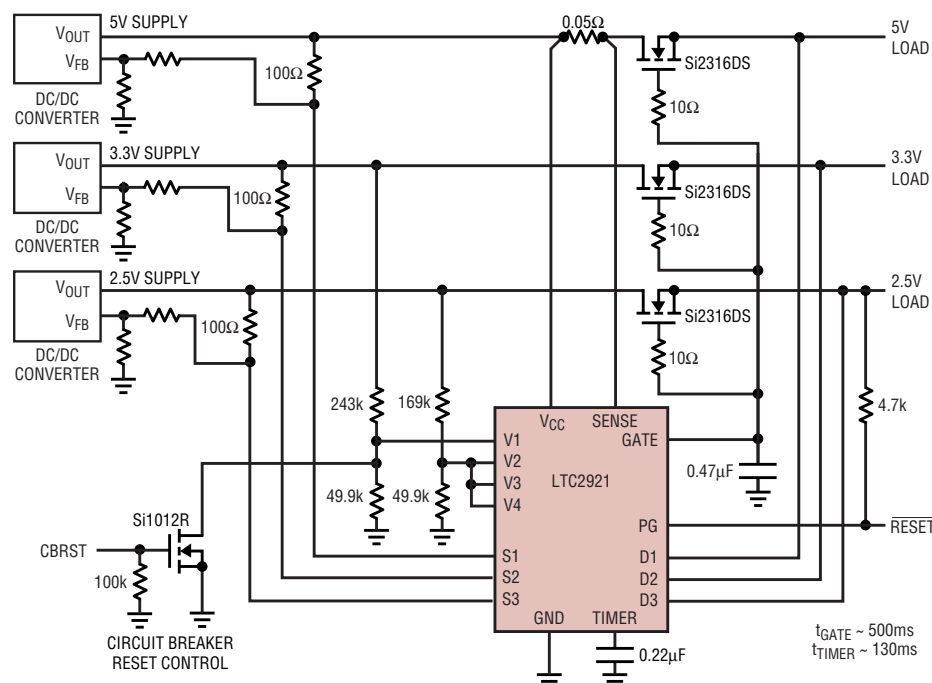 5V SUPPLY
0.05Ω
5V
LOAD
VOUT
VFB
DC/DC
CONVERTER
100Ω
Si2316DS
10Ω
3.3V SUPPLY
3.3V
LOAD
VOUT
VFB
DC/DC
CONVERTER
100Ω
Si2316DS
10Ω
2.5V SUPPLY
2.5V
LOAD
VOUT
VFB
DC/DC
CONVERTER
100Ω
Si2316DS
10Ω
243k
169k
4.7k
VCC
SENSE
GATE
V1
V2
V3
V4
LTC2921
0.47µF
49.9k
49.9k
Si1012R
CBRST
100k
PG
RESET
S1
S2
S3
D1
D2
D3
GND
TIMER
CIRCUIT BREAKER
RESET CONTROL
0.22µF
tGATE ~ 500ms
tTIMER ~ 130ms